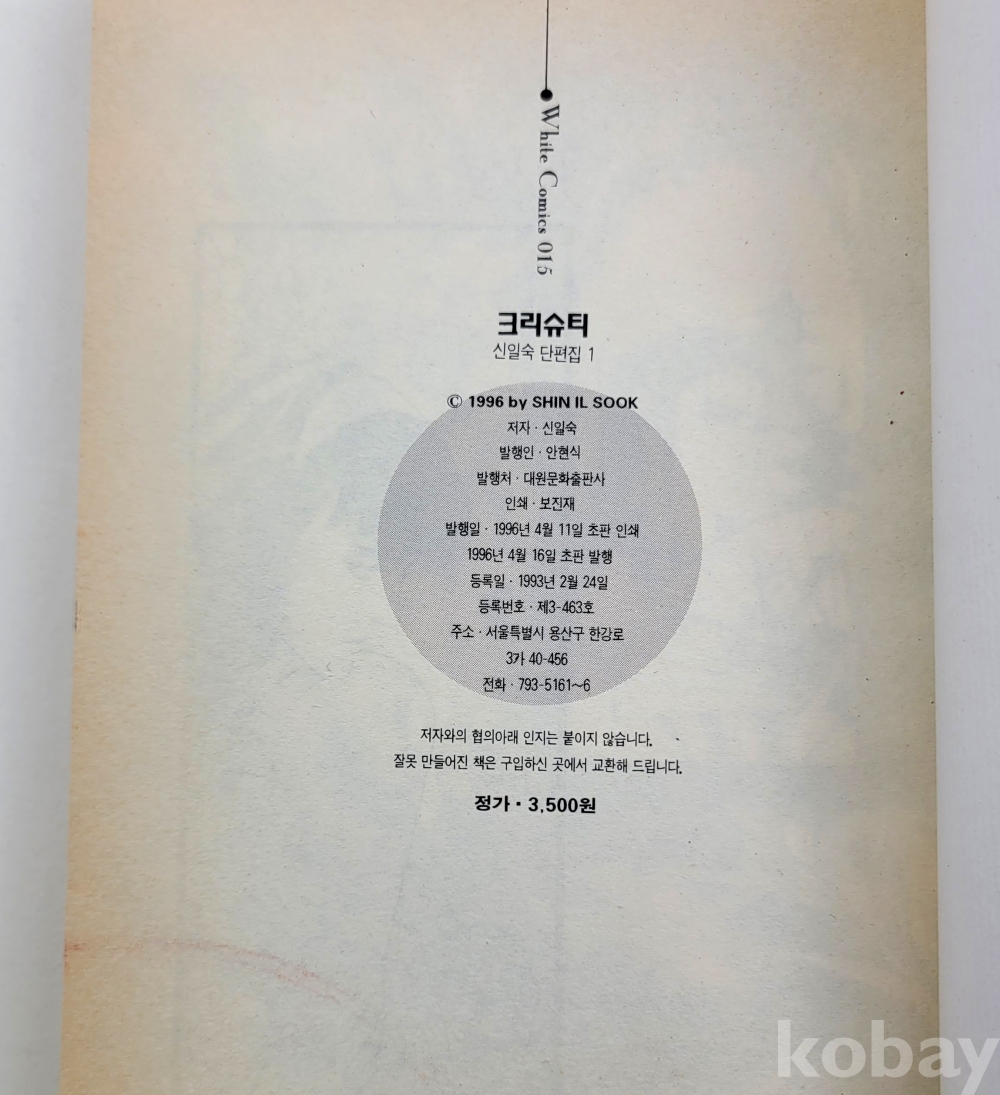 White Comics 015
크리슈티
신일숙 단편집 1
© 1996 by SHIN IL SOOK
저자 · 신일숙
발행인 · 안현식
발행처 · 대원문화출판사
인쇄 · 보진재
발행일 · 1996년 4월 11일 초판 인쇄
1996년 4월 16일 초판 발행
등록일 · 1993년 2월 24일
등록번호 · 제3-463호
주소 · 서울특별시 용산구 한강로
3가 40-456
전화 · 793-5161~6
저자와의 협의아래 인지는 붙이지 않습니다.
잘못 만들어진 책은 구입하신 곳에서 교환해 드립니다.
정가 · 3,500원
kobay